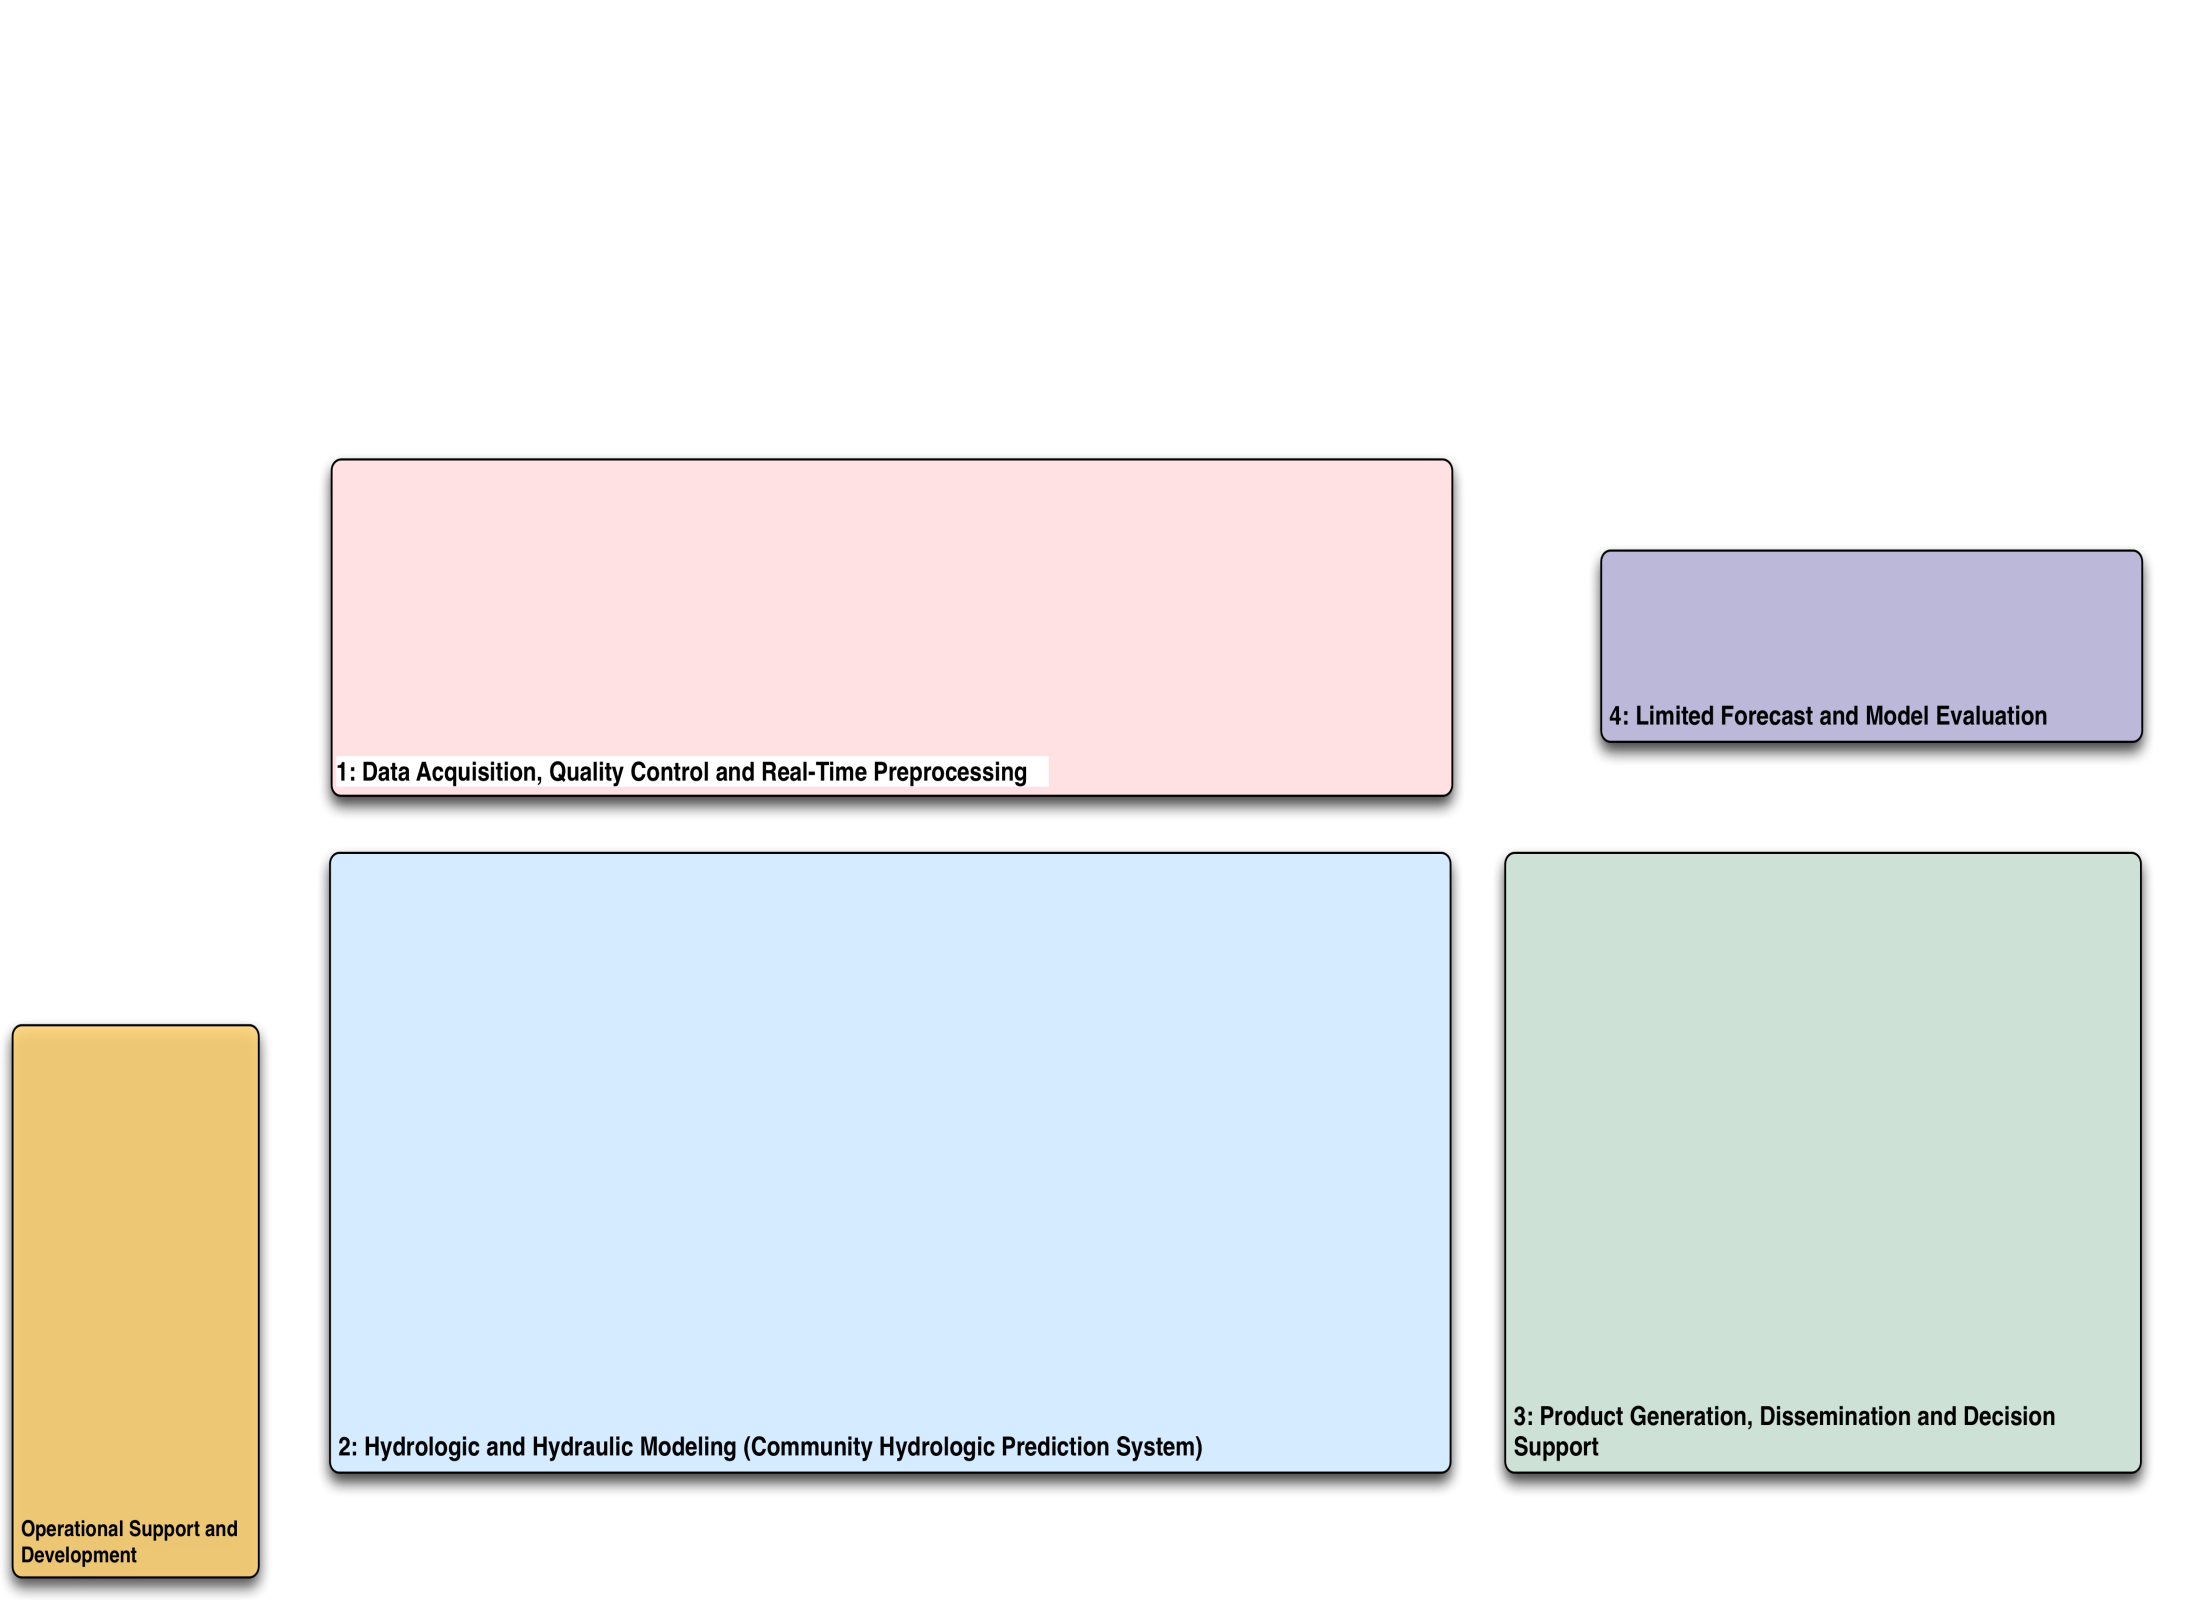 1: Data Acquisition, Quality Control and Real-Time Preprocessing
4: Limited Forecast and Model Evaluation
2: Hydrologic and Hydraulic Modeling (Community Hydrologic Prediction System)
3: Product Generation, Dissemination and Decision
Support
Operational Support and
Development